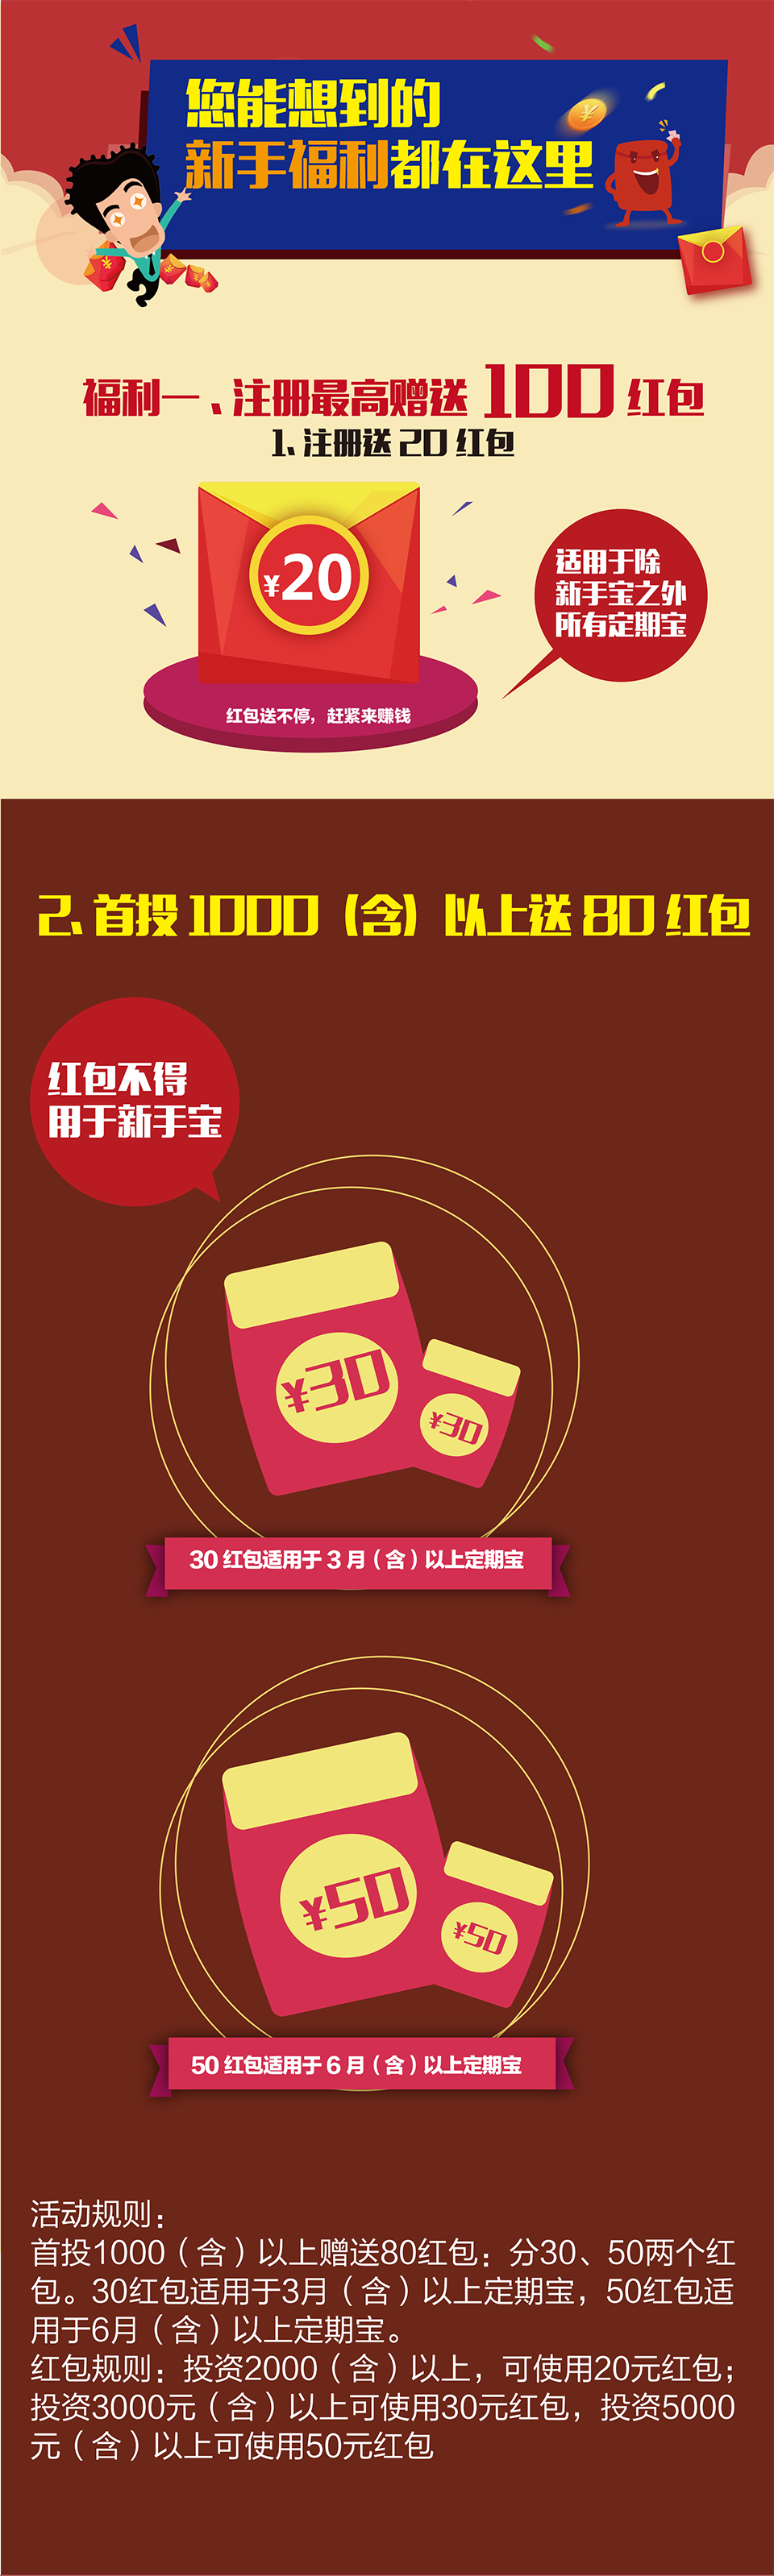 您能想到的
新手福利都在这里
¥
¥
¥
福利一、注册最高赠送 100 红包
1、注册送 20 红包
¥20
适用于除
新手宝之外
所有定期宝
红包送不停，赶紧来赚钱
2、首投 1000（含）以上送 80 红包
红包不得
用于新手宝
¥30
¥30
30 红包适用于 3 月（含）以上定期宝
¥50
¥50
50 红包适用于 6 月（含）以上定期宝
活动规则：
首投1000（含）以上赠送80红包：分30、50两个红
包。30红包适用于3月（含）以上定期宝，50红包适
用于6月（含）以上定期宝。
红包规则：投资2000（含）以上，可使用20元红包；
投资3000元（含）以上可使用30元红包，投资5000
元（含）以上可使用50元红包